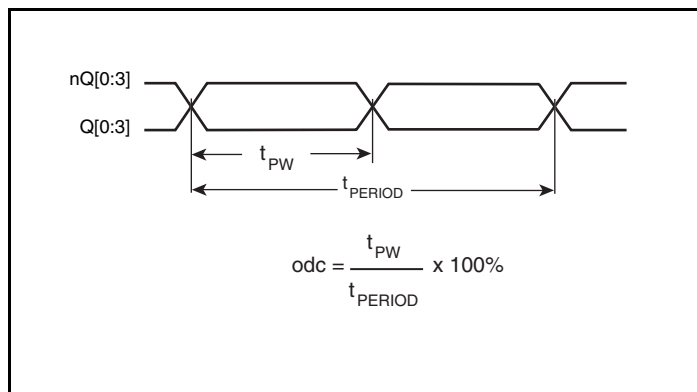 nQ[0:3]
Q[0:3]
tPW
tPERIOD
odc = tPW / tPERIOD x 100%